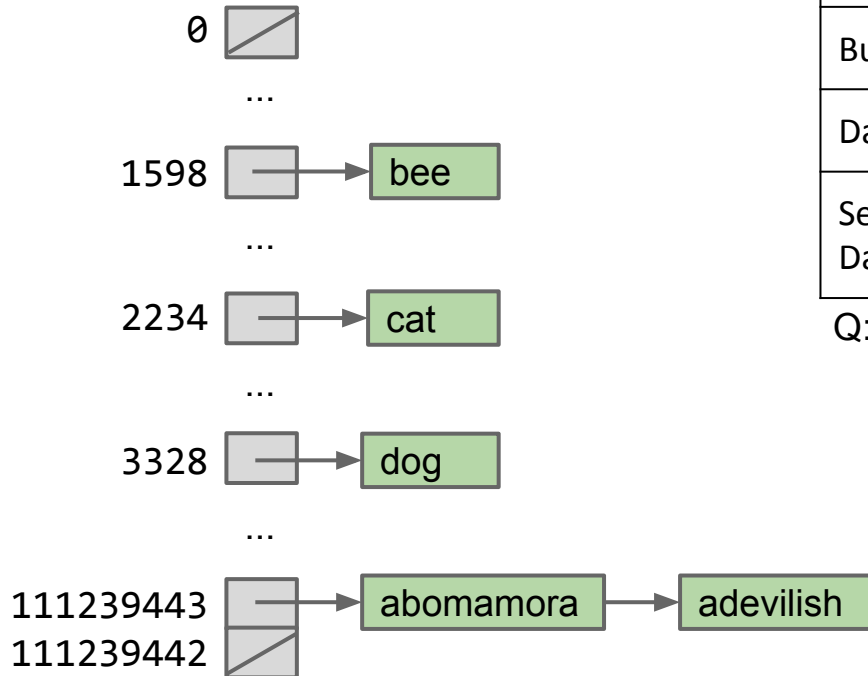 0
...
1598
bee
...
2234
cat
...
3328
dog
...
111239443
abomamora
adevilish
111239442
Q: